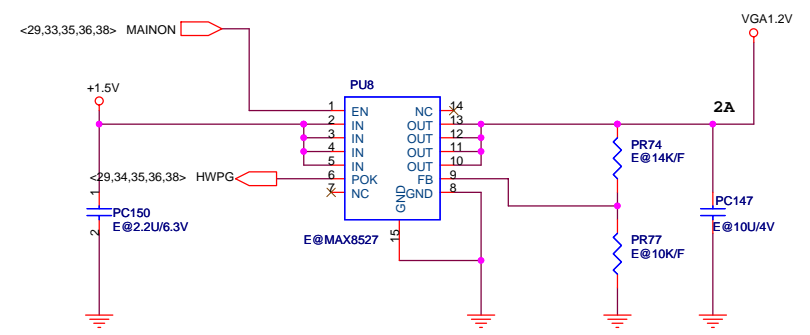 VGA1.2V
<29,33,35,36,38> MAINON
+1.5V
PU8
2A
1 EN NC 14
2 IN OUT 13
3 IN OUT 12
4 IN OUT 11
5 IN OUT 10
<29,34,35,36,38> HWPG 6 POK FB 9
7 NC GND 8
GND
15
E@MAX8527
1
PC150
E@2.2U/6.3V
2
PR74
E@14K/F
PC147
E@10U/4V
PR77
E@10K/F